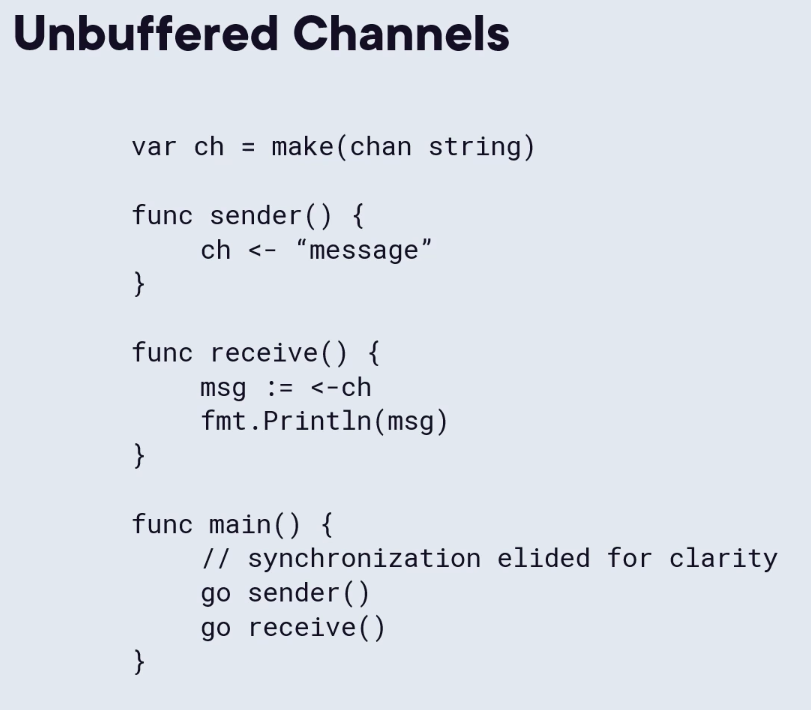 Unbuffered Channels
var ch = make(chan string)
func sender() {
ch <- “message”
}
func receive() {
msg := <-ch
fmt.Println(msg)
}
func main() {
// synchronization elided for clarity
go sender()
go receive()
}